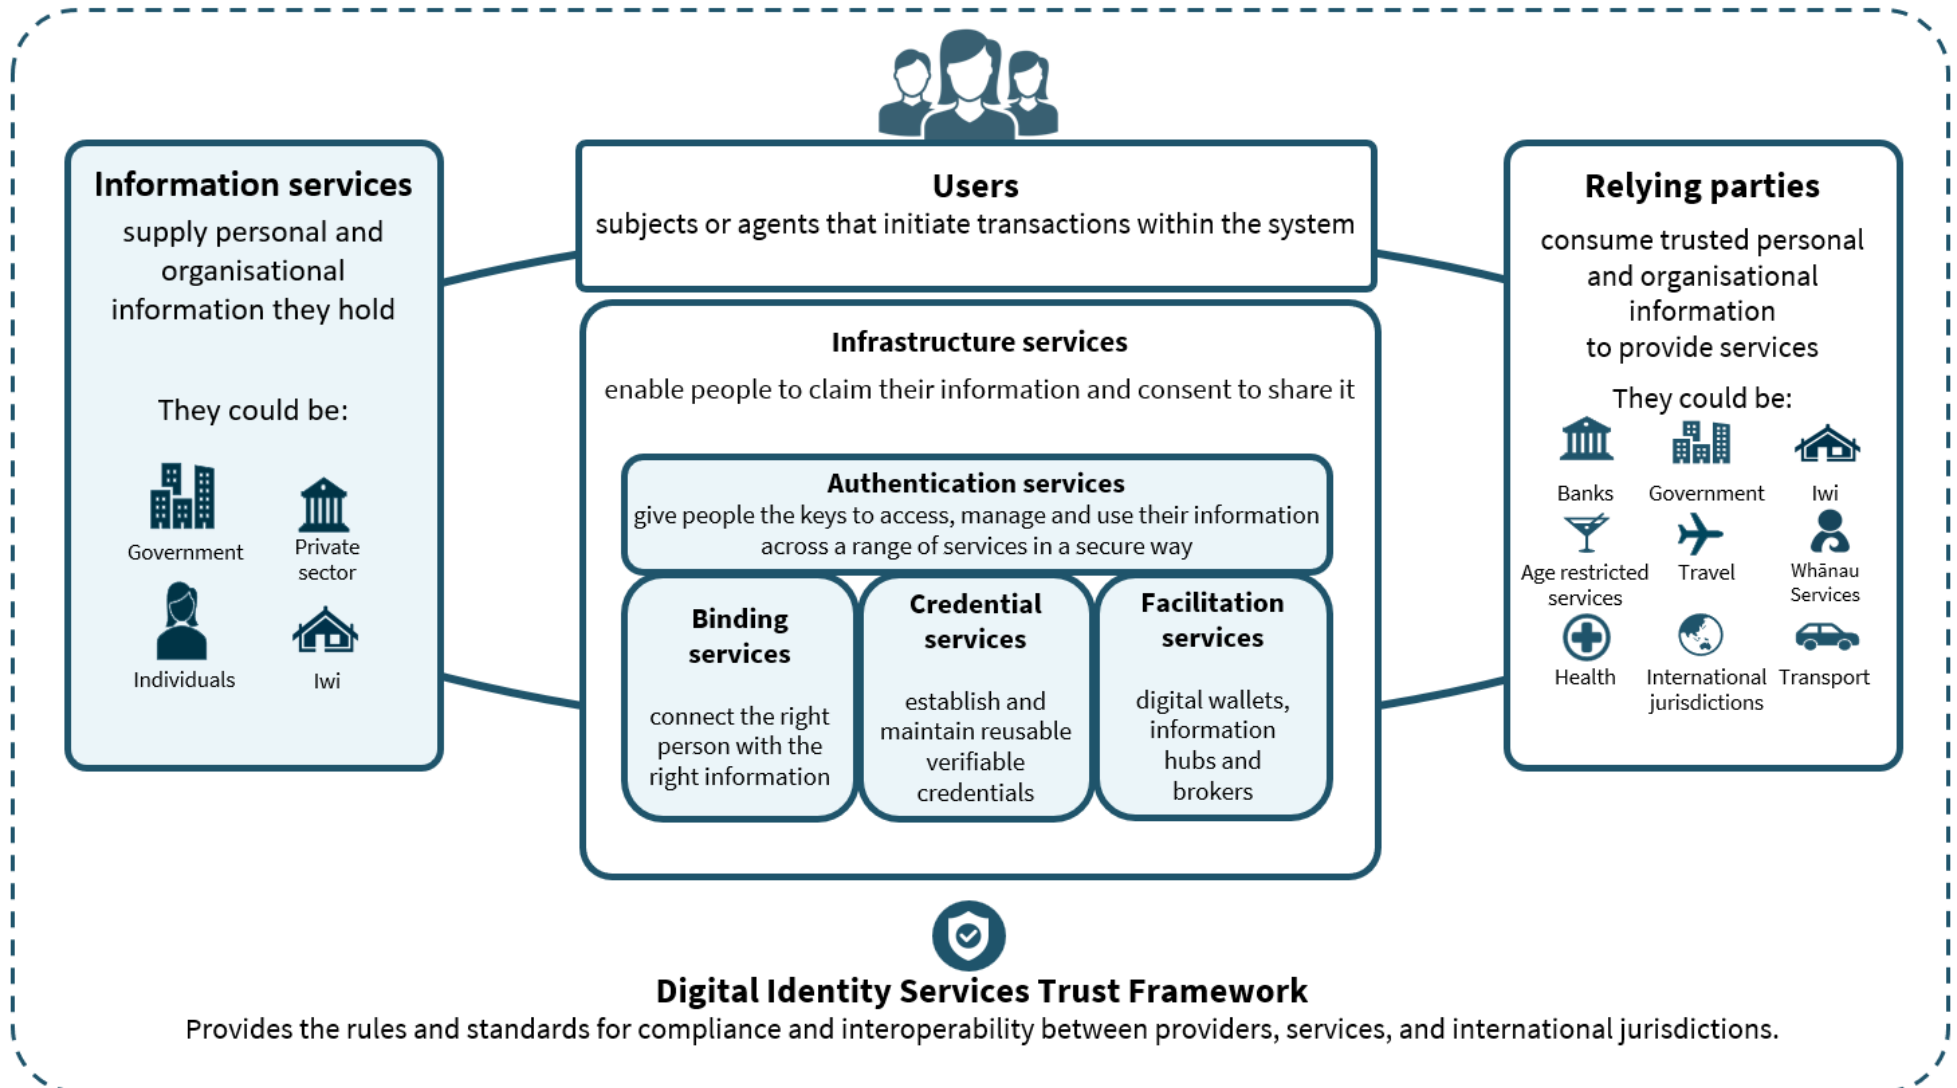 Information services
supply personal and
organisational
information they hold
They could be:
Government
Private
sector
Individuals
Iwi
Users
subjects or agents that initiate transactions within the system
Infrastructure services
enable people to claim their information and consent to share it
Authentication services
give people the keys to access, manage and use their information
across a range of services in a secure way
Binding
services
connect the right
person with the
right information
Credential
services
establish and
maintain reusable
verifiable
credentials
Facilitation
services
digital wallets,
information
hubs and
brokers
Relying parties
consume trusted personal
and organisational
information
to provide services
They could be:
Banks
Government
Iwi
Age restricted
services
Travel
Whānau
Services
Health
International
jurisdictions
Transport
Digital Identity Services Trust Framework
Provides the rules and standards for compliance and interoperability between providers, services, and international jurisdictions.